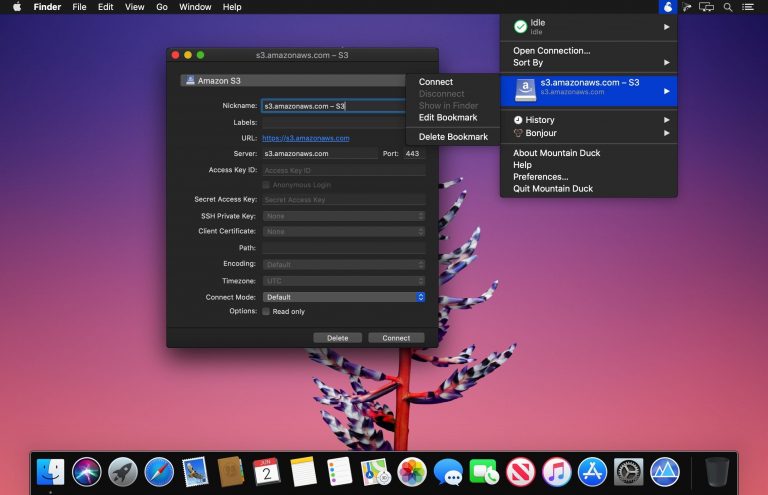 Finder File Edit View Go Window Help
Idle
Idle
Open Connection...
Sort By
s3.amazonaws.com – S3
s3.amazonaws.com
History
Bonjour
About Mountain Duck
Help
Preferences...
Quit Mountain Duck
Connect
Disconnect
Show in Finder
Edit Bookmark
Delete Bookmark
s3.amazonaws.com – S3
Amazon S3
Nickname: s3.amazonaws.com – S3
Labels:
URL: https://s3.amazonaws.com
Server: s3.amazonaws.com Port: 443
Access Key ID: Access Key ID
Anonymous Login
Secret Access Key: Secret Access Key
SSH Private Key: None
Client Certificate: None
Path:
Encoding: Default
Timezone: UTC
Connect Mode: Default
Options: Read only
Delete Connect
JUN
2